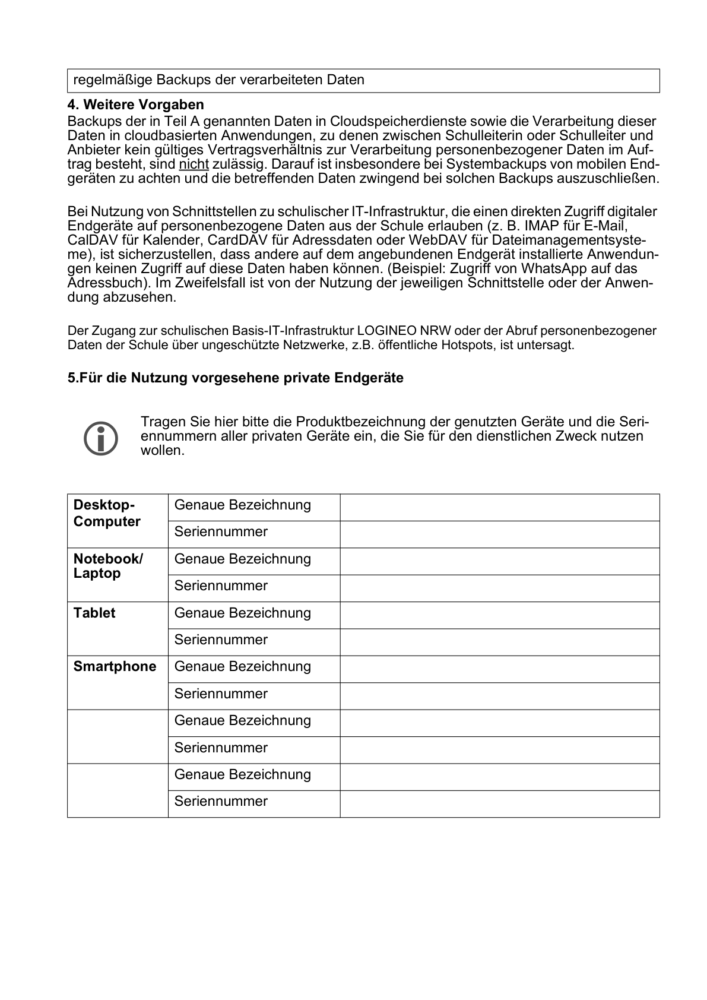 regelmäßige Backups der verarbeiteten Daten
4. Weitere Vorgaben
Backups der in Teil A genannten Daten in Cloudspeicherdienste sowie die Verarbeitung dieser
Daten in cloudbasierten Anwendungen, zu denen zwischen Schulleiterin oder Schulleiter und
Anbieter kein gültiges Vertragsverhältnis zur Verarbeitung personenbezogener Daten im Auf-
trag besteht, sind nicht zulässig. Darauf ist insbesondere bei Systembackups von mobilen End-
geräten zu achten und die betreffenden Daten zwingend bei solchen Backups auszuschließen.
Bei Nutzung von Schnittstellen zu schulischer IT-Infrastruktur, die einen direkten Zugriff digitaler
Endgeräte auf personenbezogene Daten aus der Schule erlauben (z. B. IMAP für E-Mail,
CalDAV für Kalender, CardDAV für Adressdaten oder WebDAV für Dateimanagementsyste-
me), ist sicherzustellen, dass andere auf dem angebundenen Endgerät installierte Anwendun-
gen keinen Zugriff auf diese Daten haben können. (Beispiel: Zugriff von WhatsApp auf das
Adressbuch). Im Zweifelsfall ist von der Nutzung der jeweiligen Schnittstelle oder der Anwen-
dung abzusehen.
Der Zugang zur schulischen Basis-IT-Infrastruktur LOGINEO NRW oder der Abruf personenbezogener
Daten der Schule über ungeschützte Netzwerke, z.B. öffentliche Hotspots, ist untersagt.
5.Für die Nutzung vorgesehene private Endgeräte
Tragen Sie hier bitte die Produktbezeichnung der genutzten Geräte und die Seri-
ennummern aller privaten Geräte ein, die Sie für den dienstlichen Zweck nutzen
wollen.
Desktop-
Computer
Genaue Bezeichnung
Seriennummer
Notebook/
Laptop
Genaue Bezeichnung
Seriennummer
Tablet
Genaue Bezeichnung
Seriennummer
Smartphone
Genaue Bezeichnung
Seriennummer
Genaue Bezeichnung
Seriennummer
Genaue Bezeichnung
Seriennummer